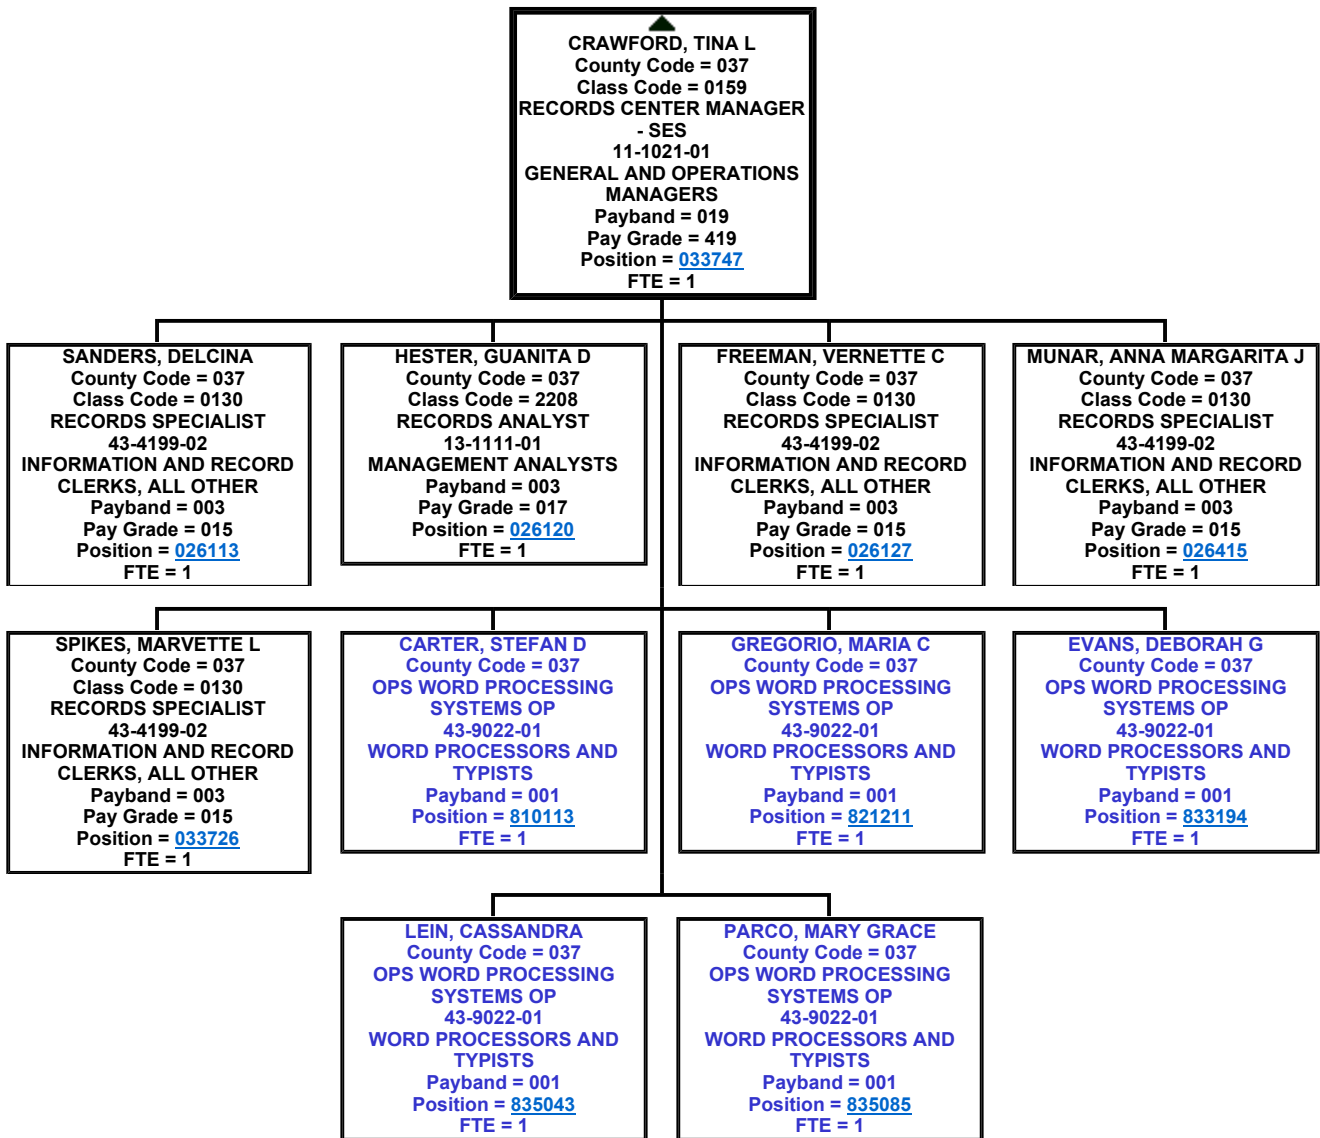 CRAWFORD, TINA L
County Code = 037
Class Code = 0159
RECORDS CENTER MANAGER
- SES
11-1021-01
GENERAL AND OPERATIONS
MANAGERS
Payband = 019
Pay Grade = 419
Position = 033747
FTE = 1
SANDERS, DELCINA
County Code = 037
Class Code = 0130
RECORDS SPECIALIST
43-4199-02
INFORMATION AND RECORD
CLERKS, ALL OTHER
Payband = 003
Pay Grade = 015
Position = 026113
FTE = 1
HESTER, GUANITA D
County Code = 037
Class Code = 2208
RECORDS ANALYST
13-1111-01
MANAGEMENT ANALYSTS
Payband = 003
Pay Grade = 017
Position = 026120
FTE = 1
FREEMAN, VERNETTE C
County Code = 037
Class Code = 0130
RECORDS SPECIALIST
43-4199-02
INFORMATION AND RECORD
CLERKS, ALL OTHER
Payband = 003
Pay Grade = 015
Position = 026127
FTE = 1
MUNAR, ANNA MARGARITA J
County Code = 037
Class Code = 0130
RECORDS SPECIALIST
43-4199-02
INFORMATION AND RECORD
CLERKS, ALL OTHER
Payband = 003
Pay Grade = 015
Position = 026415
FTE = 1
SPIKES, MARVETTE L
County Code = 037
Class Code = 0130
RECORDS SPECIALIST
43-4199-02
INFORMATION AND RECORD
CLERKS, ALL OTHER
Payband = 003
Pay Grade = 015
Position = 033726
FTE = 1
CARTER, STEFAN D
County Code = 037
OPS WORD PROCESSING
SYSTEMS OP
43-9022-01
WORD PROCESSORS AND
TYPISTS
Payband = 001
Position = 810113
FTE = 1
GREGORIO, MARIA C
County Code = 037
OPS WORD PROCESSING
SYSTEMS OP
43-9022-01
WORD PROCESSORS AND
TYPISTS
Payband = 001
Position = 821211
FTE = 1
EVANS, DEBORAH G
County Code = 037
OPS WORD PROCESSING
SYSTEMS OP
43-9022-01
WORD PROCESSORS AND
TYPISTS
Payband = 001
Position = 833194
FTE = 1
LEIN, CASSANDRA
County Code = 037
OPS WORD PROCESSING
SYSTEMS OP
43-9022-01
WORD PROCESSORS AND
TYPISTS
Payband = 001
Position = 835043
FTE = 1
PARCO, MARY GRACE
County Code = 037
OPS WORD PROCESSING
SYSTEMS OP
43-9022-01
WORD PROCESSORS AND
TYPISTS
Payband = 001
Position = 835085
FTE = 1